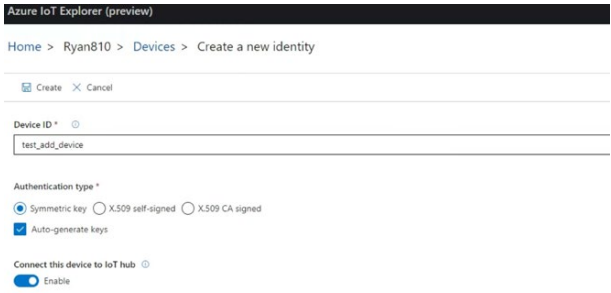 Azure IoT Explorer (preview)
Home > Ryan810 > Devices > Create a new identity
Create Cancel
Device ID *
test_add_device
Authentication type *
Symmetric key X.509 self-signed X.509 CA signed
Auto-generate keys
Connect this device to IoT hub
Enable